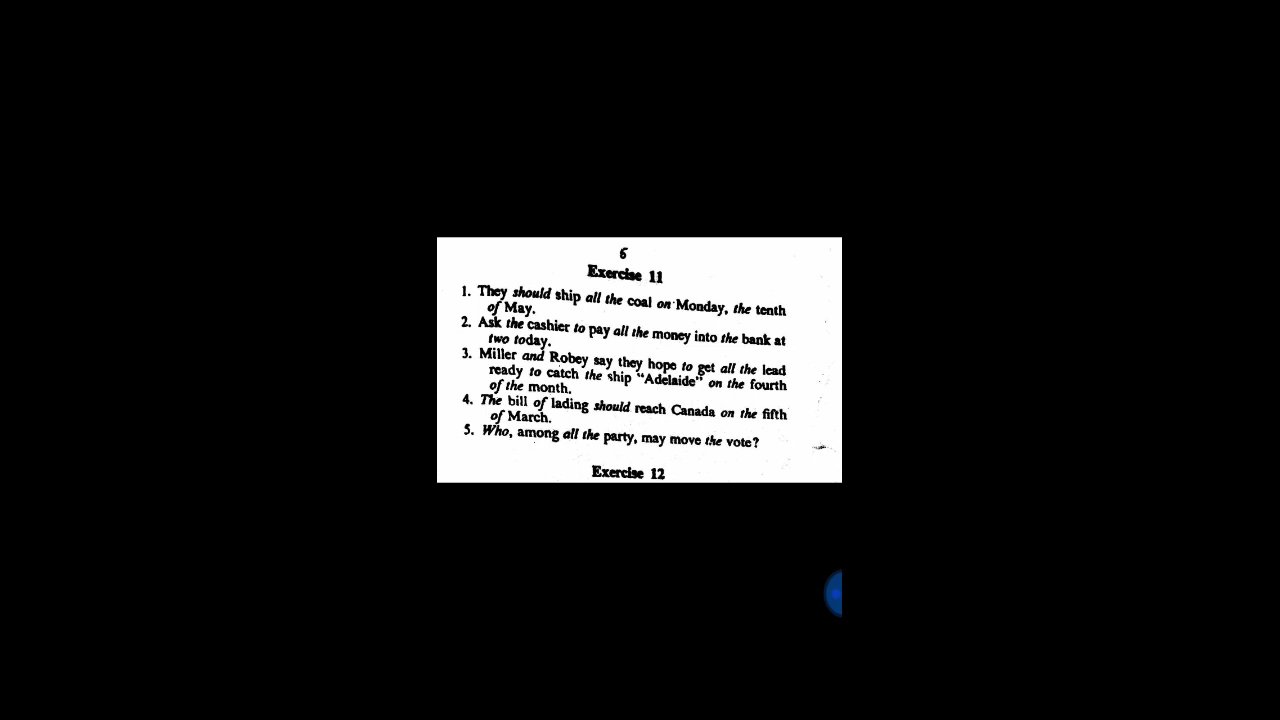 6
Exercise 11
1. They should ship all the coal on Monday, the tenth
of May.
2. Ask the cashier to pay all the money into the bank at
two today.
3. Miller and Robey say they hope to get all the lead
ready to catch the ship "Adelaide" on the fourth
of the month.
4. The bill of lading should reach Canada on the fifth
of March.
5. Who, among all the party, may move the vote?
Exercise 12